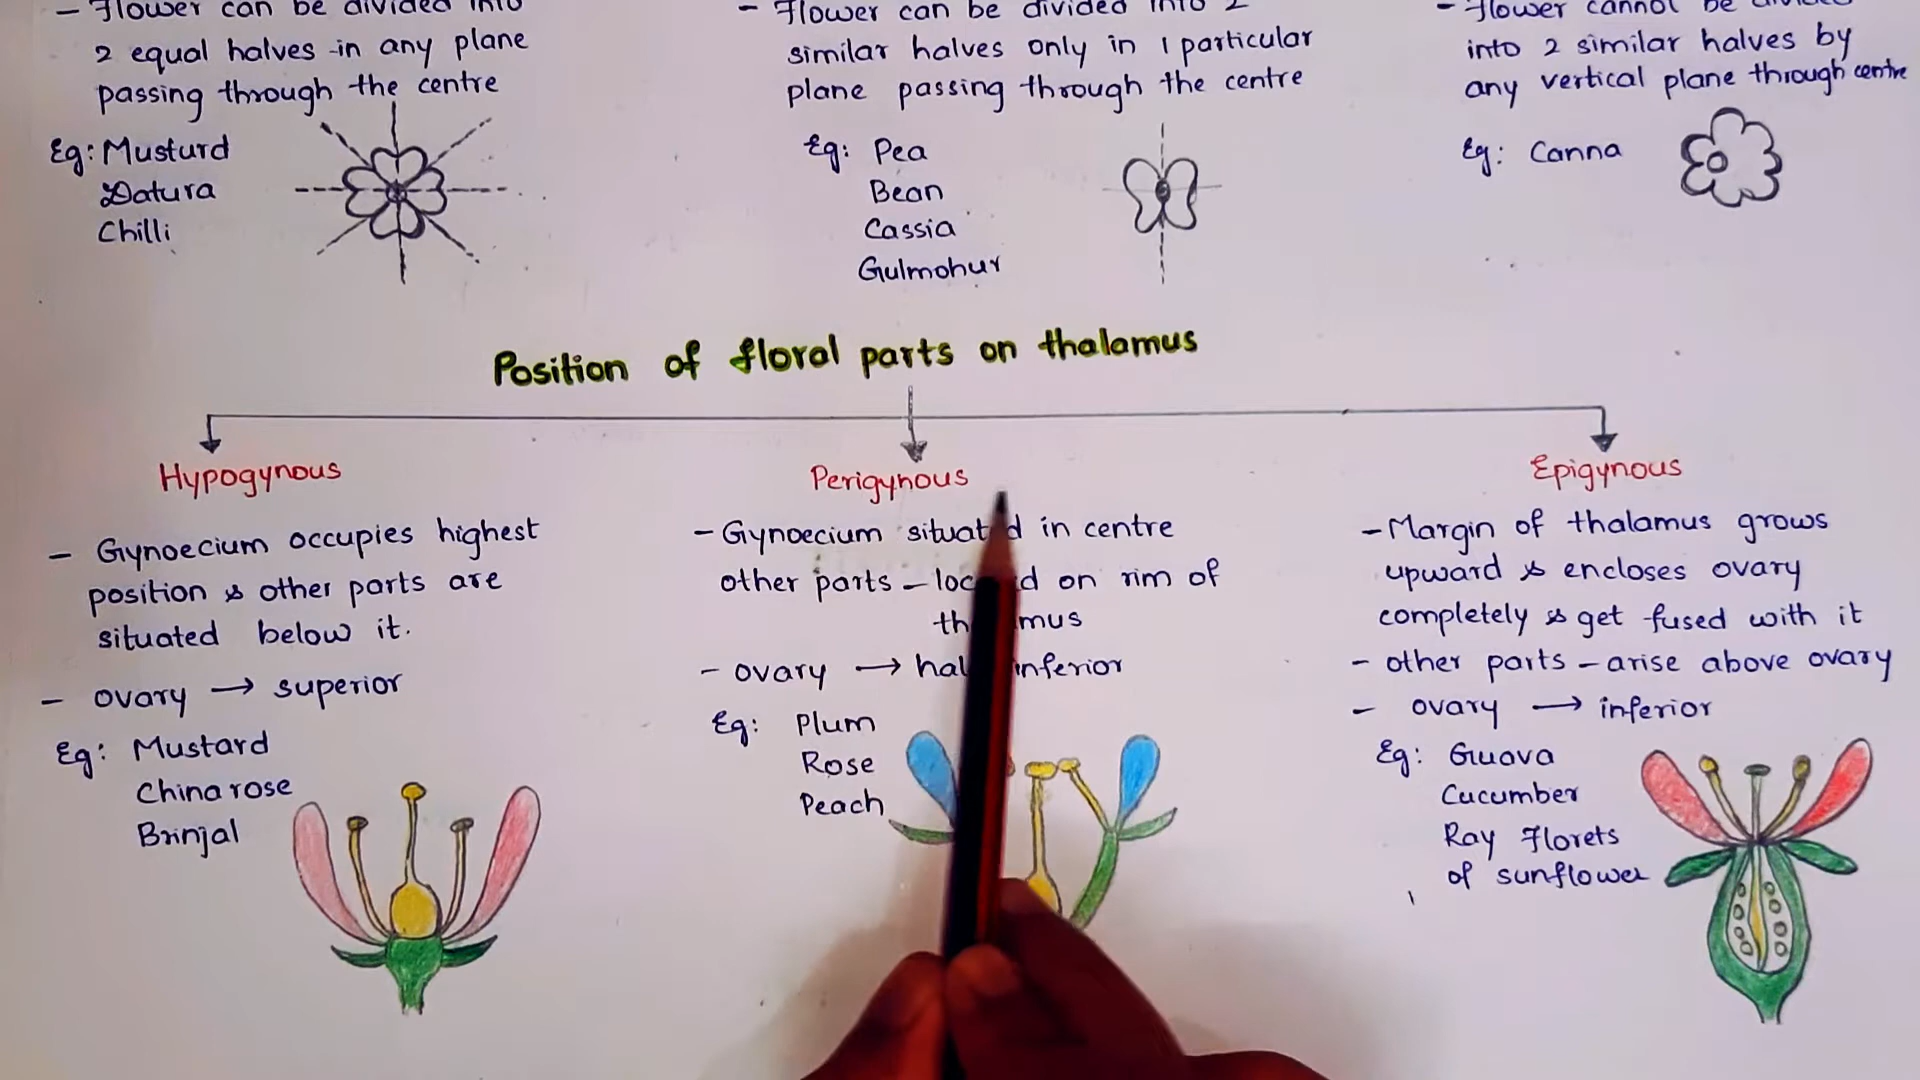 - Flower can be divided into
2 equal halves in any plane
passing through the centre
Eg: Musturd
Datura
Chilli
- Flower can be divided into 2
similar halves only in 1 particular
plane passing through the centre
Eg: Pea
Bean
Cassia
Gulmohur
- Flower cannot be divided
into 2 similar halves by
any vertical plane through centre
Eg: Canna
Position of floral parts on thalamus
Hypogynous
- Gynoecium occupies highest
position & other parts are
situated below it.
- ovary → superior
Eg: Mustard
China rose
Brinjal
Perigynous
- Gynoecium situated in centre
other parts - located on rim of
thalamus
- ovary → half inferior
Eg: Plum
Rose
Peach
Epigynous
- Margin of thalamus grows
upward & encloses ovary
completely & get fused with it
- other parts - arise above ovary
- ovary → inferior
Eg: Guava
Cucumber
Ray Florets
of sunflower